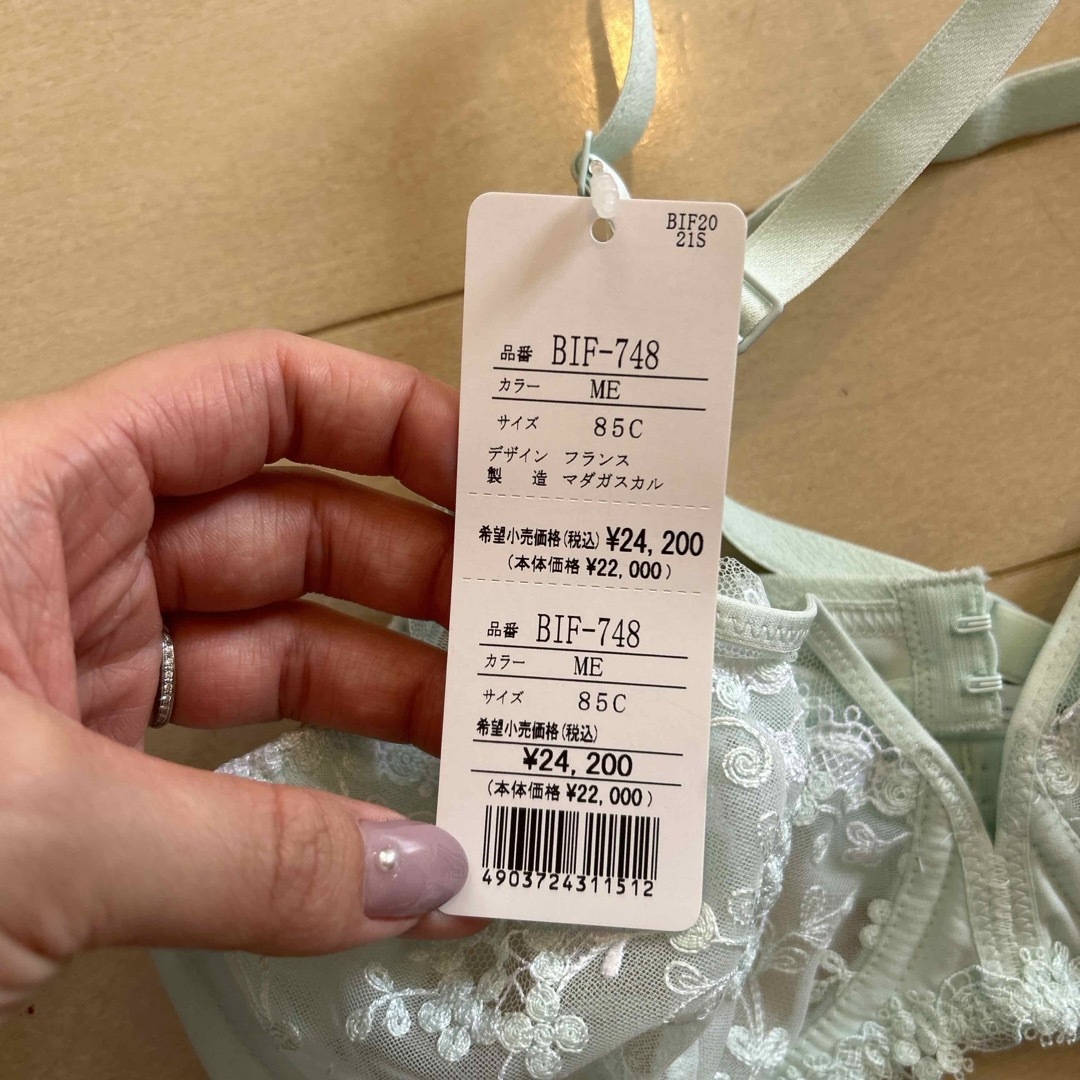 BIF20
21S
品番 BIF-748
カラー ME
サイズ 85C
デザイン フランス
製 造 マダガスカル
希望小売価格(税込) ¥24,200
(本体価格 ¥22,000)
品番 BIF-748
カラー ME
サイズ 85C
希望小売価格(税込)
¥24,200
(本体価格 ¥22,000)
4903724311512